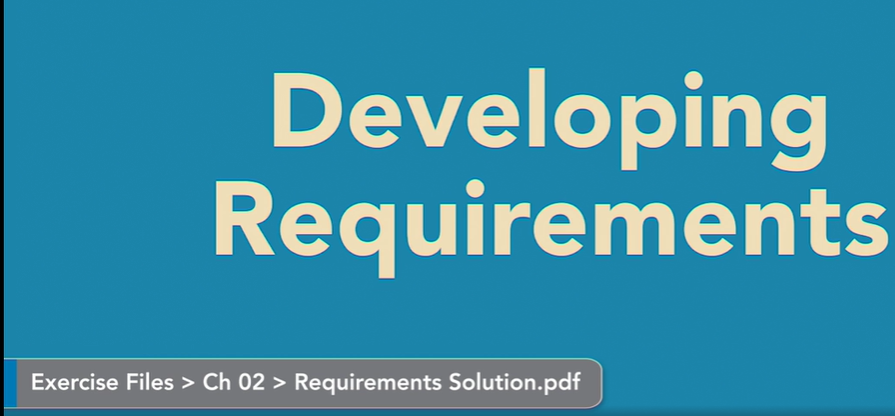 Developing
Requirements
Exercise Files > Ch 02 > Requirements Solution.pdf